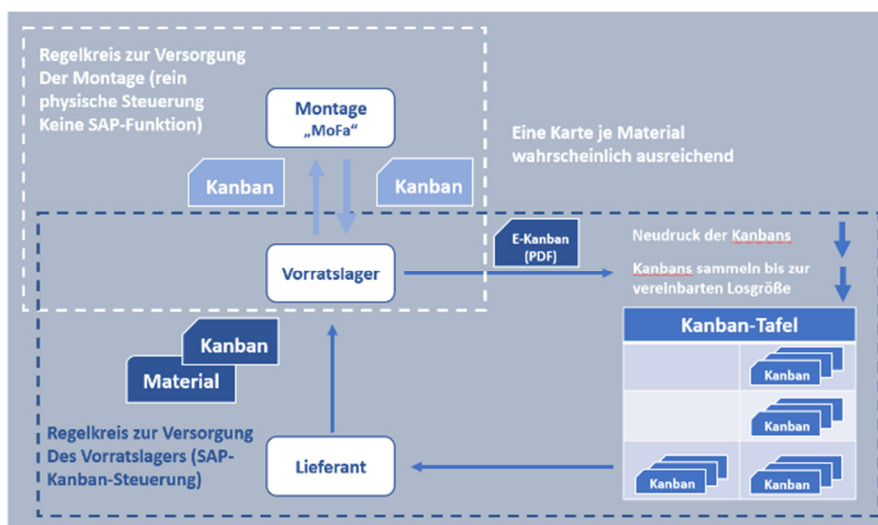 Regelkreis zur Versorgung
Der Montage (rein
physische Steuerung
Keine SAP-Funktion)
Montage
„MoFa“
Eine Karte je Material
wahrscheinlich ausreichend
Kanban
Kanban
E-Kanban
(PDF)
Neudruck der Kanbans
Vorratslager
Kanbans sammeln bis zur
vereinbarten Losgröße
Kanban-Tafel
Kanban
Material
Kanban
Kanban
Regelkreis zur Versorgung
Des Vorratslagers (SAP-
Kanban-Steuerung)
Lieferant
Kanban
Kanban